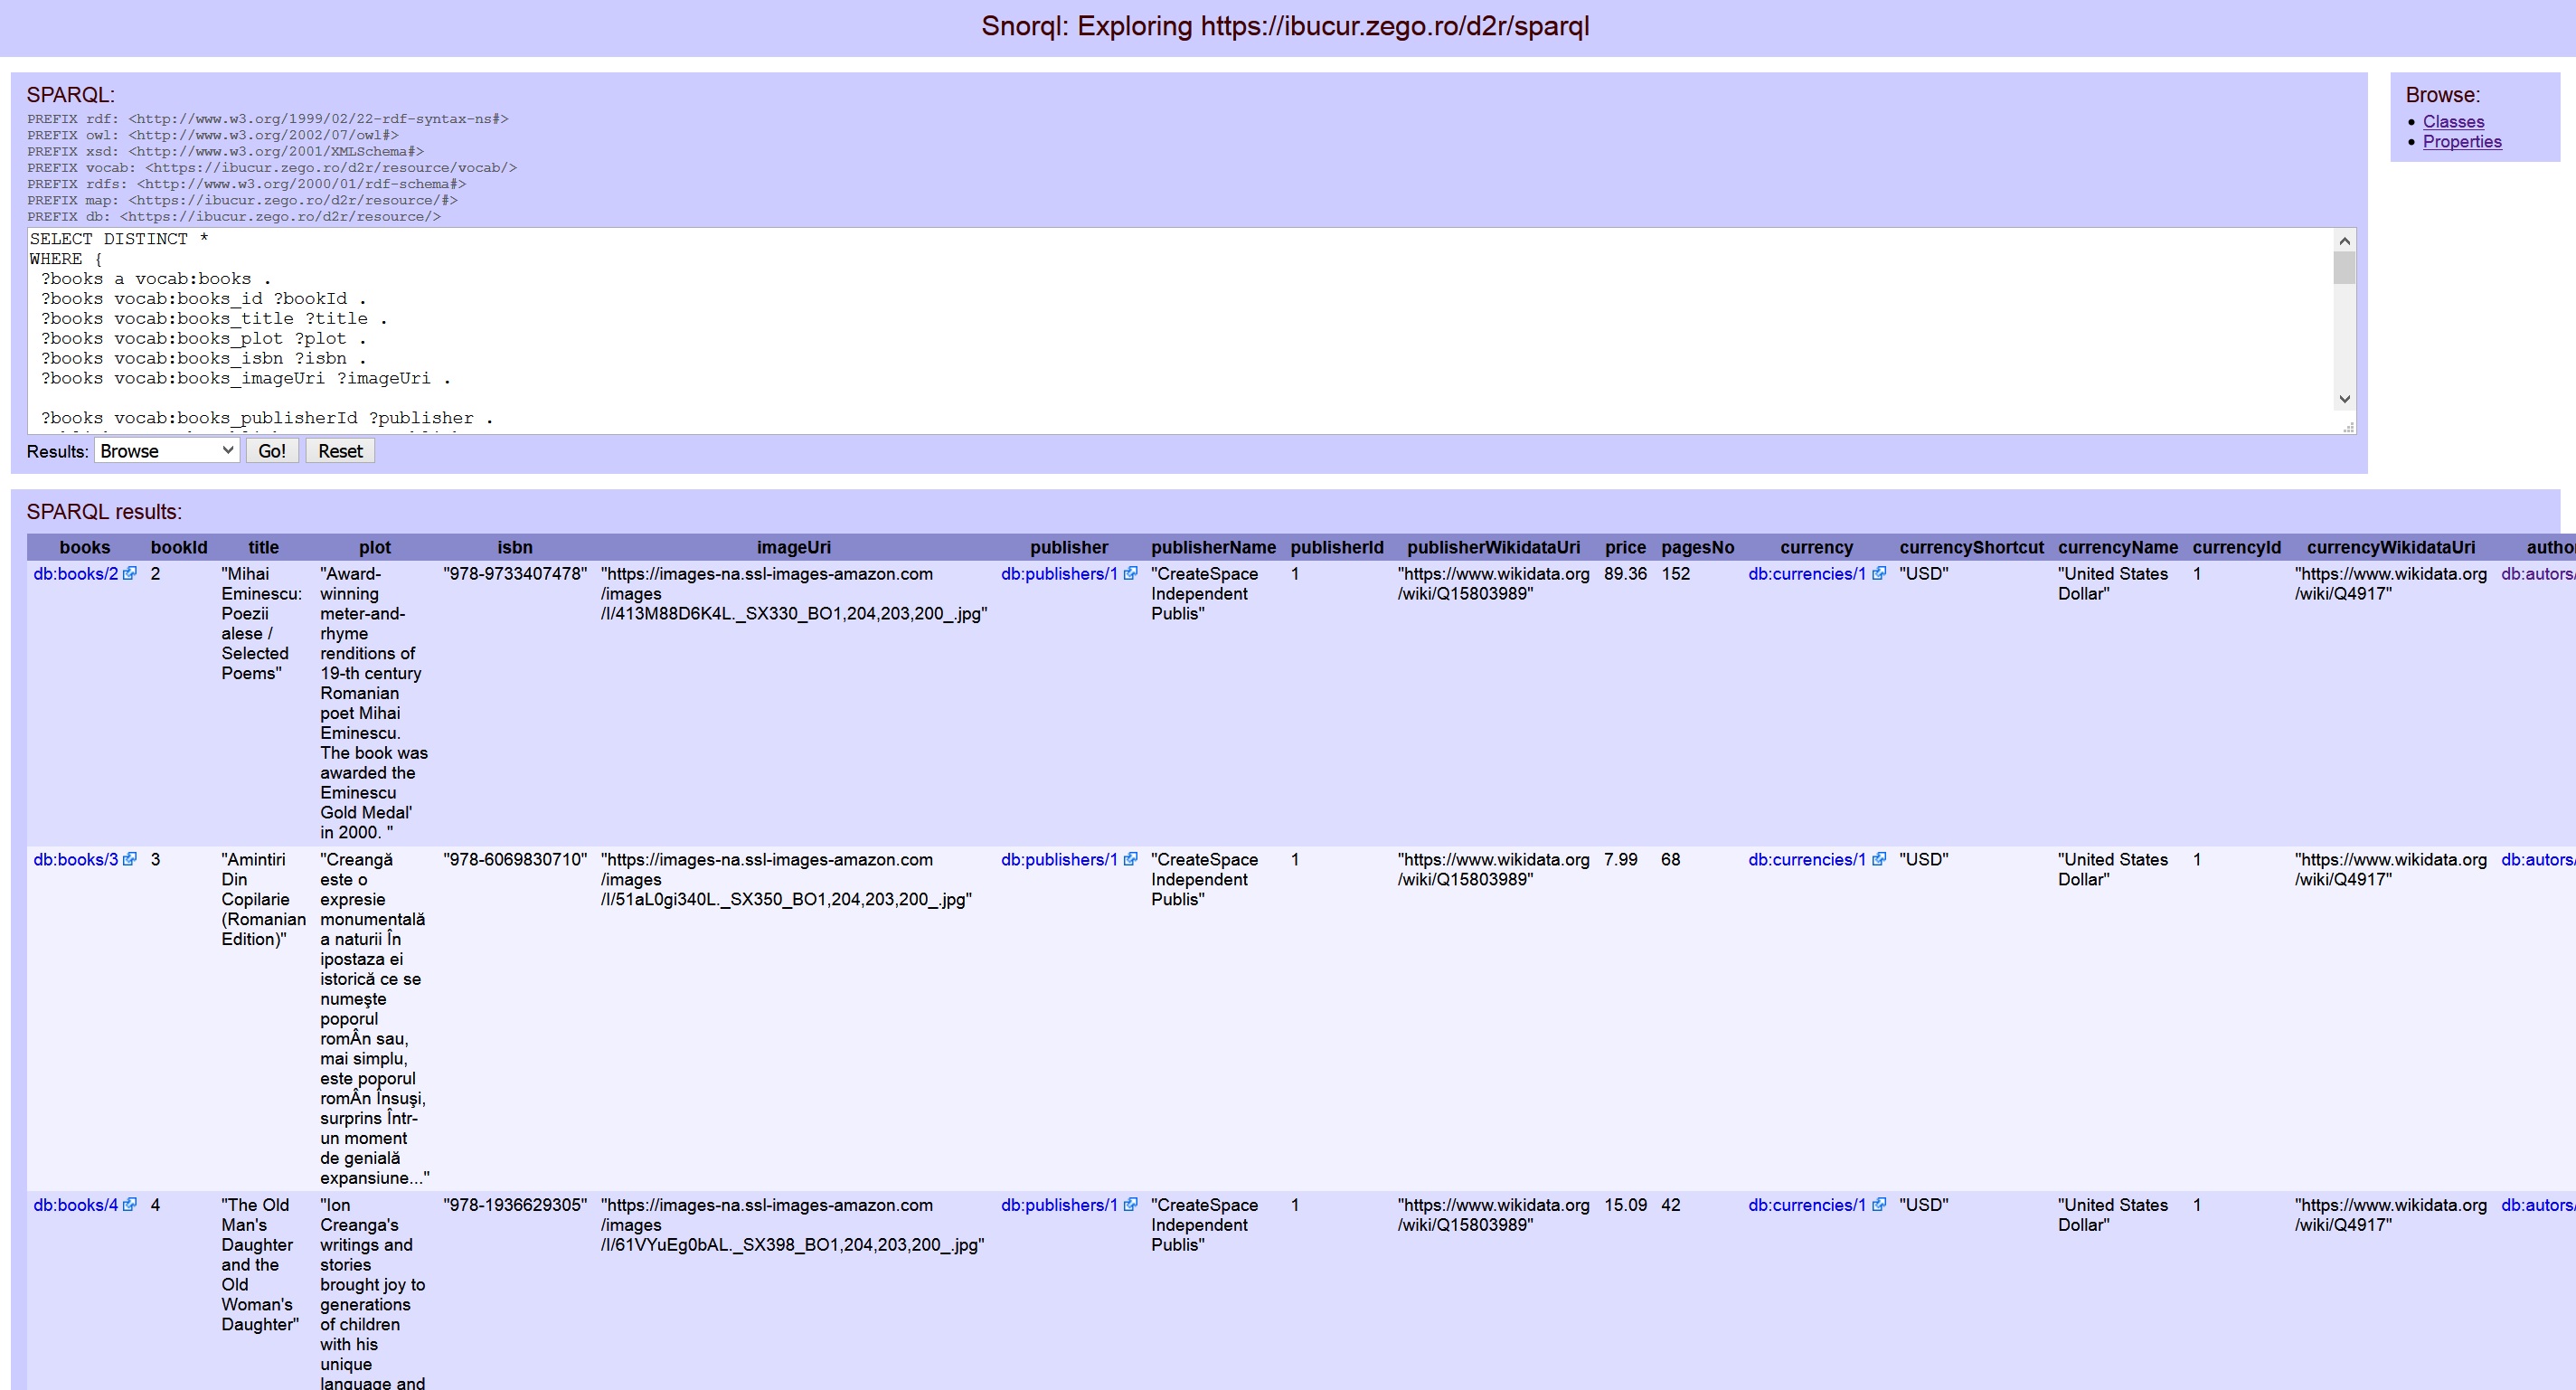 Snorql: Exploring https://ibucur.zego.ro/d2r/sparql
SPARQL:
PREFIX rdf: <http://www.w3.org/1999/02/22-rdf-syntax-ns#>
PREFIX owl: <http://www.w3.org/2002/07/owl#>
PREFIX xsd: <http://www.w3.org/2001/XMLSchema#>
PREFIX vocab: <https://ibucur.zego.ro/d2r/resource/vocab/>
PREFIX rdfs: <http://www.w3.org/2000/01/rdf-schema#>
PREFIX map: <https://ibucur.zego.ro/d2r/resource/#>
PREFIX db: <https://ibucur.zego.ro/d2r/resource/>
SELECT DISTINCT *
WHERE {
?books a vocab:books .
?books vocab:books_id ?bookId .
?books vocab:books_title ?title .
?books vocab:books_plot ?plot .
?books vocab:books_isbn ?isbn .
?books vocab:books_imageUri ?imageUri .
?books vocab:books_publisherId ?publisher .
Results: Browse Go! Reset
Browse:
• Classes
• Properties
SPARQL results:
books bookId title plot isbn imageUri publisher publisherName publisherId publisherWikidataUri price pagesNo currency currencyShortcut currencyName currencyId currencyWikidataUri
db:books/2
2
"Mihai
Eminescu:
Poezii
alese /
Selected
Poems"
"Award-
winning
meter-and-
rhyme
renditions of
19-th century
Romanian
poet Mihai
Eminescu.
The book was
awarded the
Eminescu
Gold Medal'
in 2000. "
"978-9733407478"
"https://images-na.ssl-images-amazon.com
/images
/I/413M88D6K4L._SX330_BO1,204,203,200_.jpg"
db:publishers/1
"CreateSpace
Independent
Publis"
1
"https://www.wikidata.org
/wiki/Q15803989"
89.36
152
db:currencies/1
"USD"
"United States
Dollar"
1
"https://www.wikidata.org
/wiki/Q4917"
db:autors/
db:books/3
3
"Amintiri
Din
Copilarie
(Romanian
Edition)"
"Creangă
este o
expresie
monumentală
a naturii În
ipostaza ei
istorică ce se
numeşte
poporul
romÂn sau,
mai simplu,
este poporul
romÂn Însuşi,
surprins Într-
un moment
de genială
expansiune..."
"978-6069830710"
"https://images-na.ssl-images-amazon.com
/images
/I/51aL0gi340L._SX350_BO1,204,203,200_.jpg"
db:publishers/1
"CreateSpace
Independent
Publis"
1
"https://www.wikidata.org
/wiki/Q15803989"
7.99
68
db:currencies/1
"USD"
"United States
Dollar"
1
"https://www.wikidata.org
/wiki/Q4917"
db:autors/
db:books/4
4
"The Old
Man's
Daughter
and the
Old
Woman's
Daughter"
"Ion
Creanga's
writings and
stories
brought joy to
generations
of children
with his
unique
language and
"978-1936629305"
"https://images-na.ssl-images-amazon.com
/images
/I/61VYuEg0bAL._SX398_BO1,204,203,200_.jpg"
db:publishers/1
"CreateSpace
Independent
Publis"
1
"https://www.wikidata.org
/wiki/Q15803989"
15.09
42
db:currencies/1
"USD"
"United States
Dollar"
1
"https://www.wikidata.org
/wiki/Q4917"
db:autors/